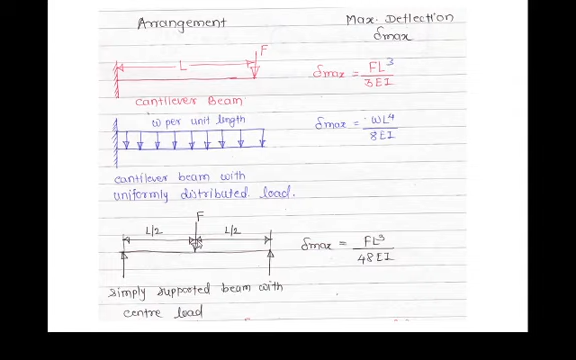 Arrangement
Max. Deflection
δmax
F
L
δmax = FL³/3EI
cantilever Beam
w per unit length
δmax = wL⁴/8EI
cantilever beam with
uniformly distributed load.
F
L/2 L/2
δmax = FL³/48EI
simply supported beam with
centre load